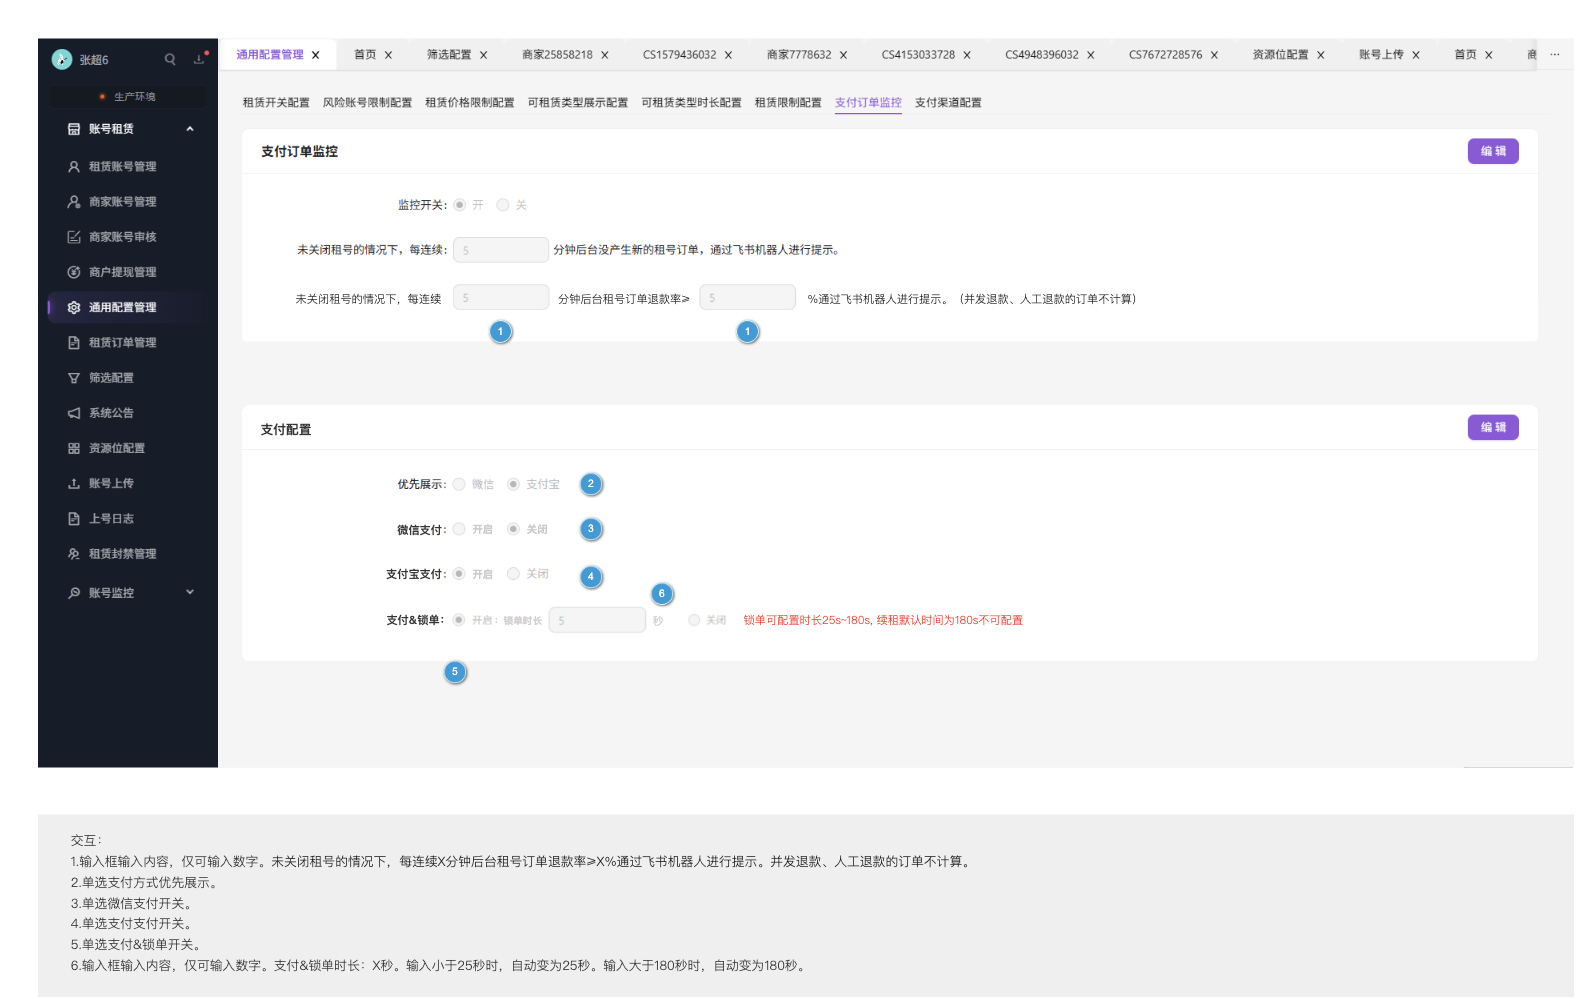 张超6
生产环境
账号租赁
租赁账号管理
商家账号管理
商家账号审核
商户提现管理
通用配置管理
租赁订单管理
筛选配置
系统公告
资源位配置
账号上传
上号日志
租赁封禁管理
账号监控
通用配置管理 首页 筛选配置 商家25858218 CS1579436032 商家7778632 CS4153033728 CS4948396032 CS7672728576 资源位配置 账号上传 首页 商 ···
租赁开关配置 风险账号限制配置 租赁价格限制配置 可租赁类型展示配置 可租赁类型时长配置 租赁限制配置 支付订单监控 支付渠道配置
支付订单监控 编辑
监控开关: 开 关
未关闭租号的情况下，每连续: 5 分钟后台没产生新的租号订单，通过飞书机器人进行提示。
未关闭租号的情况下，每连续 5 分钟后台租号订单退款率≥ 5 %通过飞书机器人进行提示。（并发退款、人工退款的订单不计算）
1 1
支付配置 编辑
优先展示: 微信 支付宝 2
微信支付: 开启 关闭 3
支付宝支付: 开启 关闭 4
6
支付&锁单: 开启: 锁单时长 5 秒 关闭 锁单可配置时长25s~180s, 续租默认时间为180s不可配置
5
交互：
1.输入框输入内容，仅可输入数字。未关闭租号的情况下，每连续X分钟后台租号订单退款率≥X%通过飞书机器人进行提示。并发退款、人工退款的订单不计算。
2.单选支付方式优先展示。
3.单选微信支付开关。
4.单选支付支付开关。
5.单选支付&锁单开关。
6.输入框输入内容，仅可输入数字。支付&锁单时长：X秒。输入小于25秒时，自动变为25秒。输入大于180秒时，自动变为180秒。